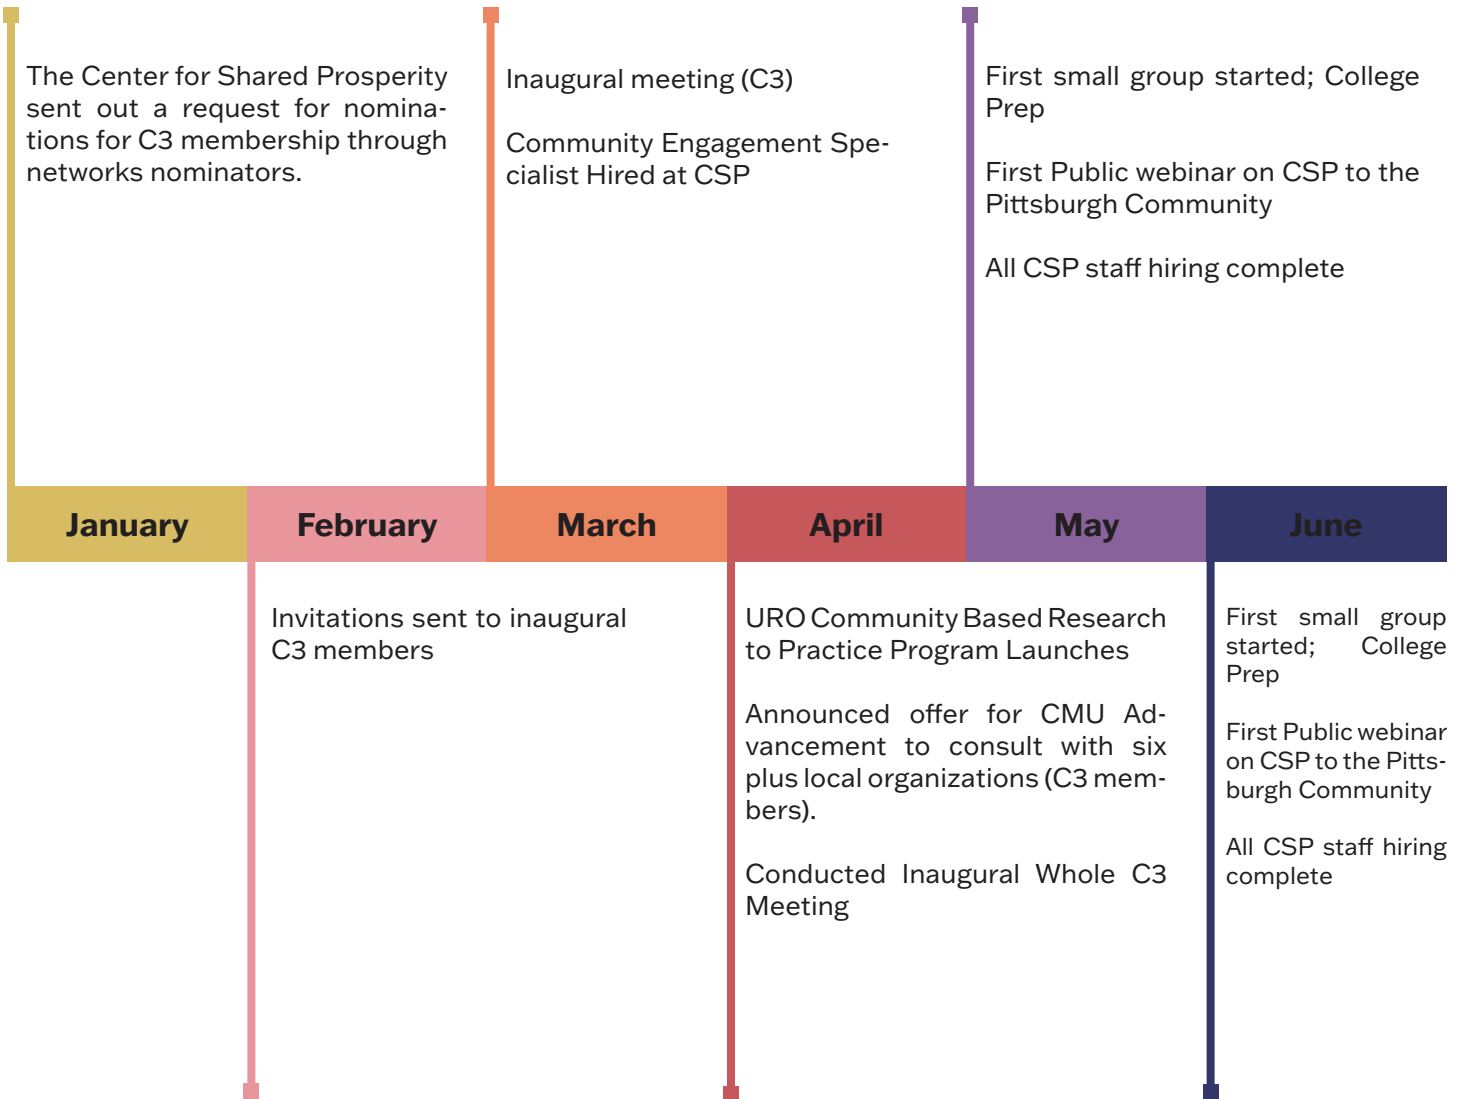 The Center for Shared Prosperity
sent out a request for nomina-
tions for C3 membership through
networks nominators.
Inaugural meeting (C3)
Community Engagement Spe-
cialist Hired at CSP
First small group started; College
Prep
First Public webinar on CSP to the
Pittsburgh Community
All CSP staff hiring complete
January
February
March
April
May
June
Invitations sent to inaugural
C3 members
URO Community Based Research
to Practice Program Launches
Announced offer for CMU Ad-
vancement to consult with six
plus local organizations (C3 mem-
bers).
Conducted Inaugural Whole C3
Meeting
First small group
started; College
Prep
First Public webinar
on CSP to the Pitts-
burgh Community
All CSP staff hiring
complete